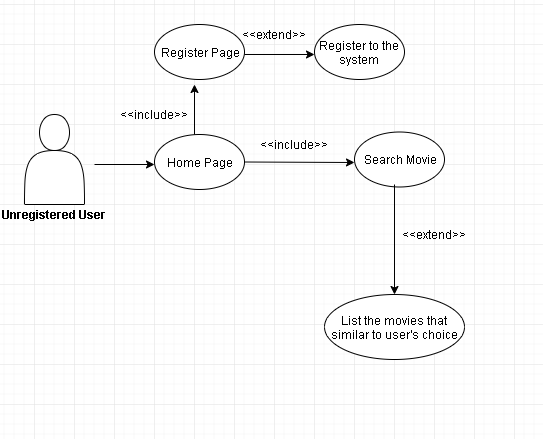 <<extend>>
Register Page
Register to the
system
<<include>>
<<include>>
Home Page
Search Movie
Unregistered User
<<extend>>
List the movies that
similar to user's choice